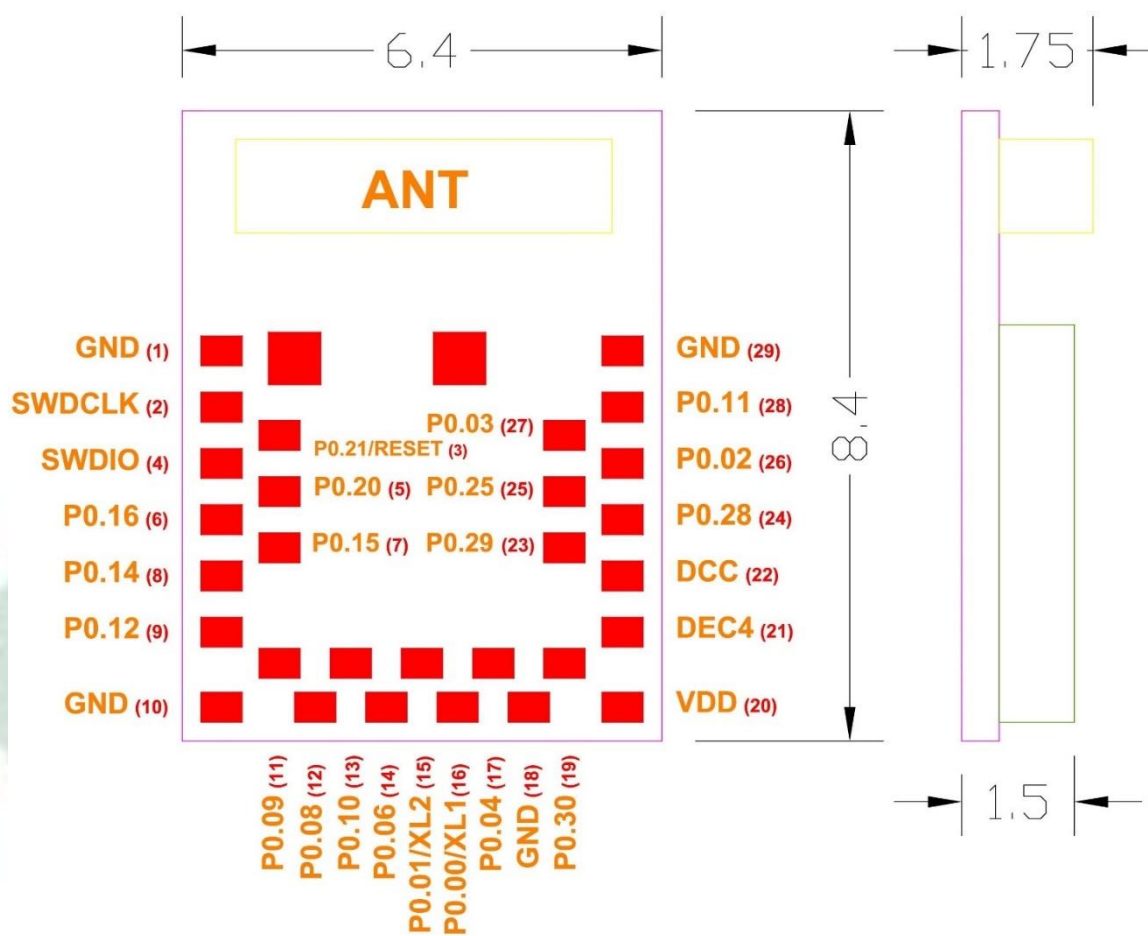 6.4
1.75
ANT
GND (1)
GND (29)
SWDCLK (2)
P0.11 (28)
P0.03 (27)
P0.21/RESET (3)
8.4
SWDIO (4)
P0.02 (26)
P0.20 (5)
P0.25 (25)
P0.16 (6)
P0.28 (24)
P0.15 (7)
P0.29 (23)
P0.14 (8)
DCC (22)
P0.12 (9)
DEC4 (21)
GND (10)
VDD (20)
P0.09 (11)
P0.08 (12)
P0.10 (13)
P0.06 (14)
P0.01/XL2 (15)
P0.00/XL1 (16)
P0.04 (17)
GND (18)
P0.30 (19)
1.5